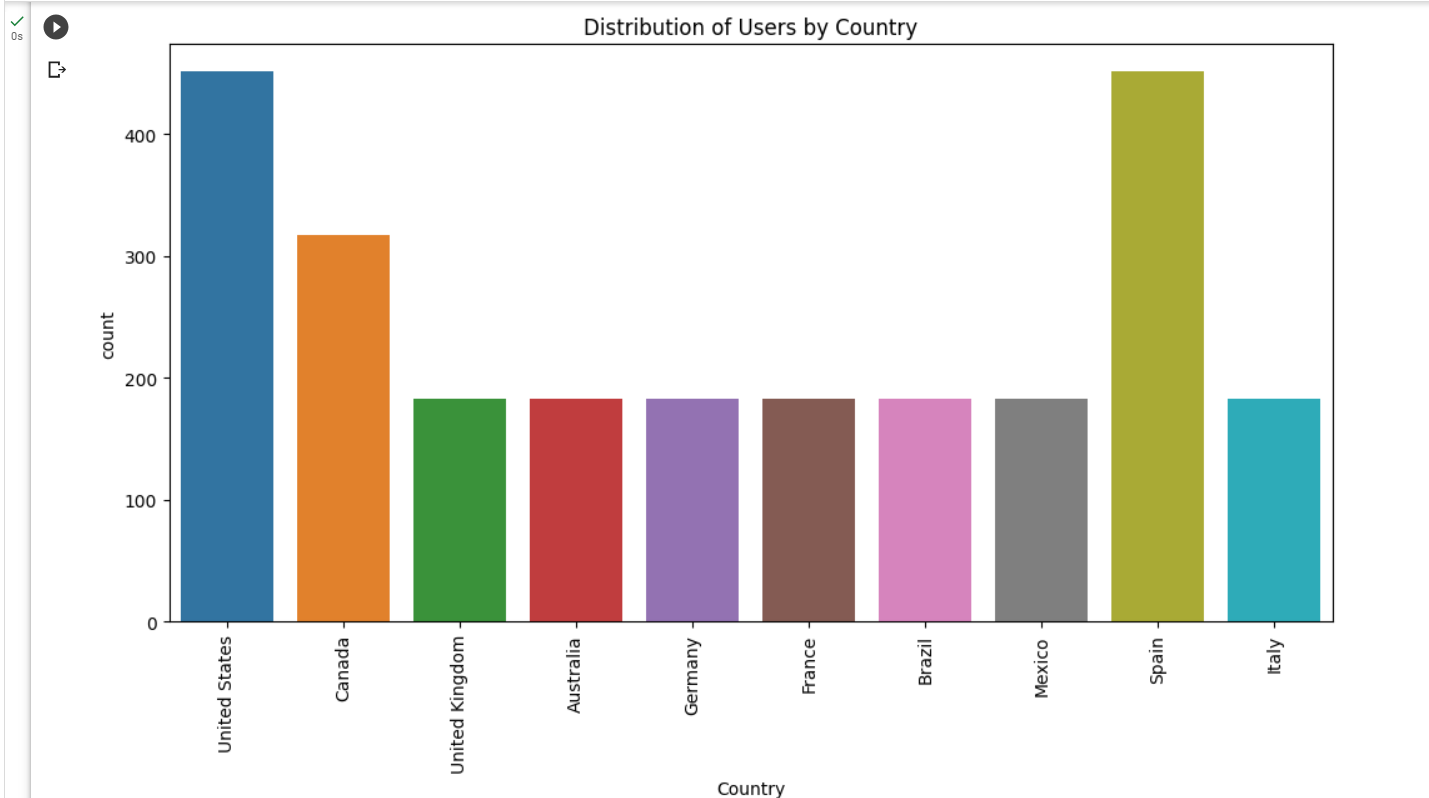 0s
Distribution of Users by Country
count
400
300
200
100
0
United States
Canada
United Kingdom
Australia
Germany
France
Brazil
Mexico
Spain
Italy
Country